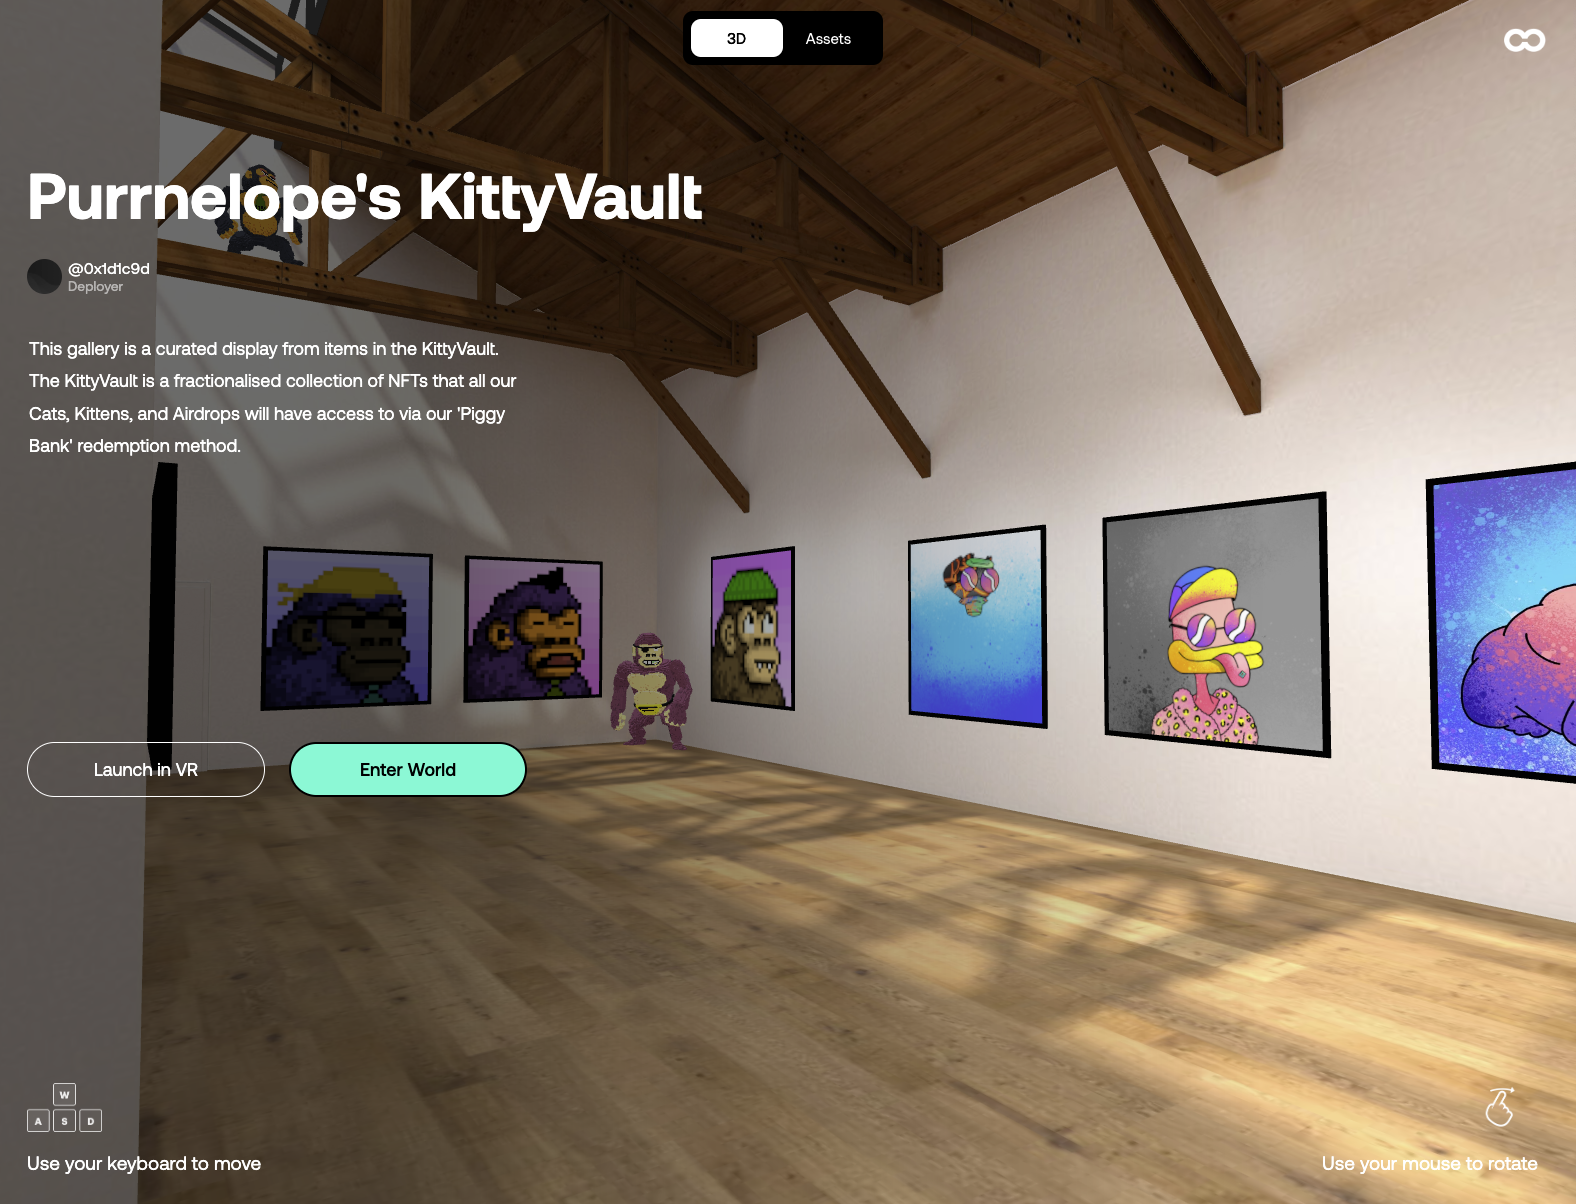 3D
Assets
Purrnelope's KittyVault
@0x1d1c9d
Deployer
This gallery is a curated display from items in the KittyVault.
The KittyVault is a fractionalised collection of NFTs that all our
Cats, Kittens, and Airdrops will have access to via our 'Piggy
Bank' redemption method.
Launch in VR
Enter World
W
A S D
Use your keyboard to move
Use your mouse to rotate